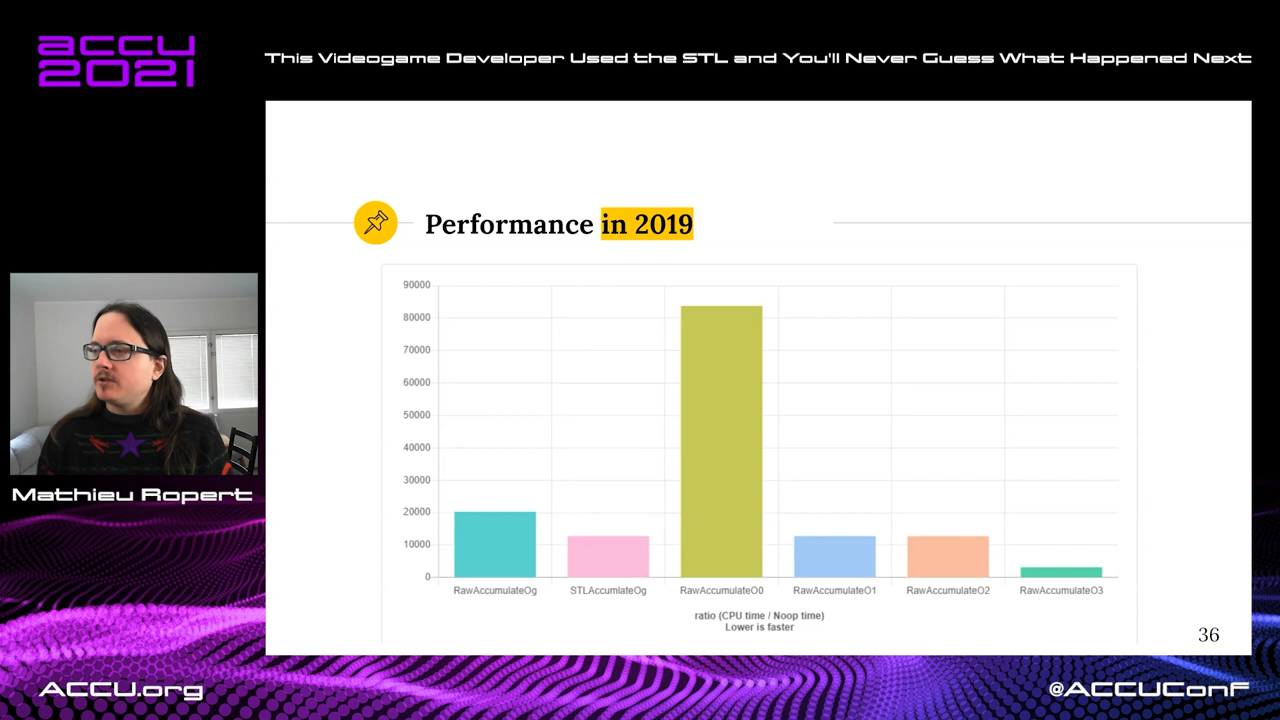 accu
2021
This Videogame Developer Used the STL and You'll Never Guess What Happened Next
Performance in 2019
90000
80000
70000
60000
50000
40000
30000
20000
10000
0
RawAccumulateOg
STLAccumlateOg
RawAccumulateO0
RawAccumulateO1
RawAccumulateO2
RawAccumulateO3
ratio (CPU time / Noop time)
Lower is faster
36
Mathieu Ropert
ACCU.org
@ACCUConf